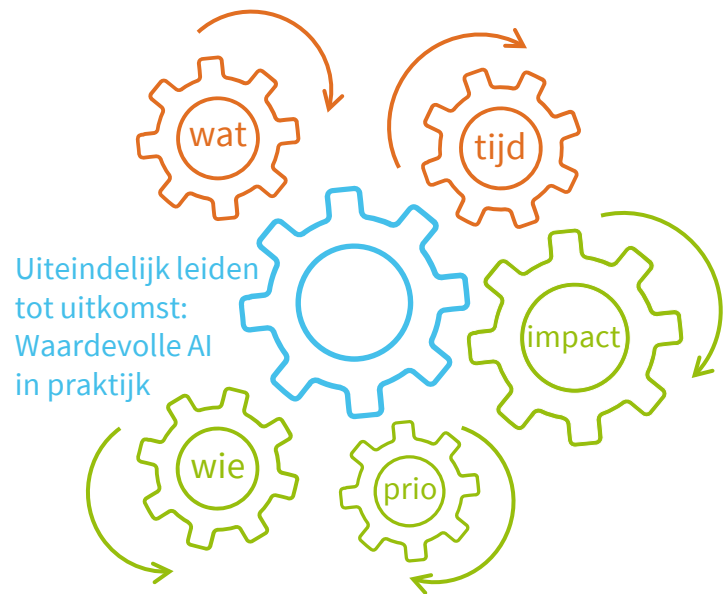 wat
tijd
Uiteindelijk leiden
tot uitkomst:
Waardevolle AI
in praktijk
impact
wie
prio